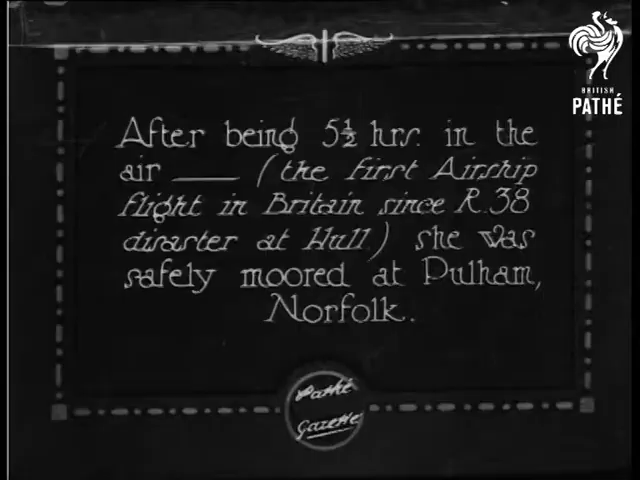 BRITISH
PATHÉ
After being 5½ hrs. in the
air ___ (the first Airship
flight in Britain since R.38
disaster at Hull.) she was
safely moored at Pulham,
Norfolk.
Pathé
Gazette